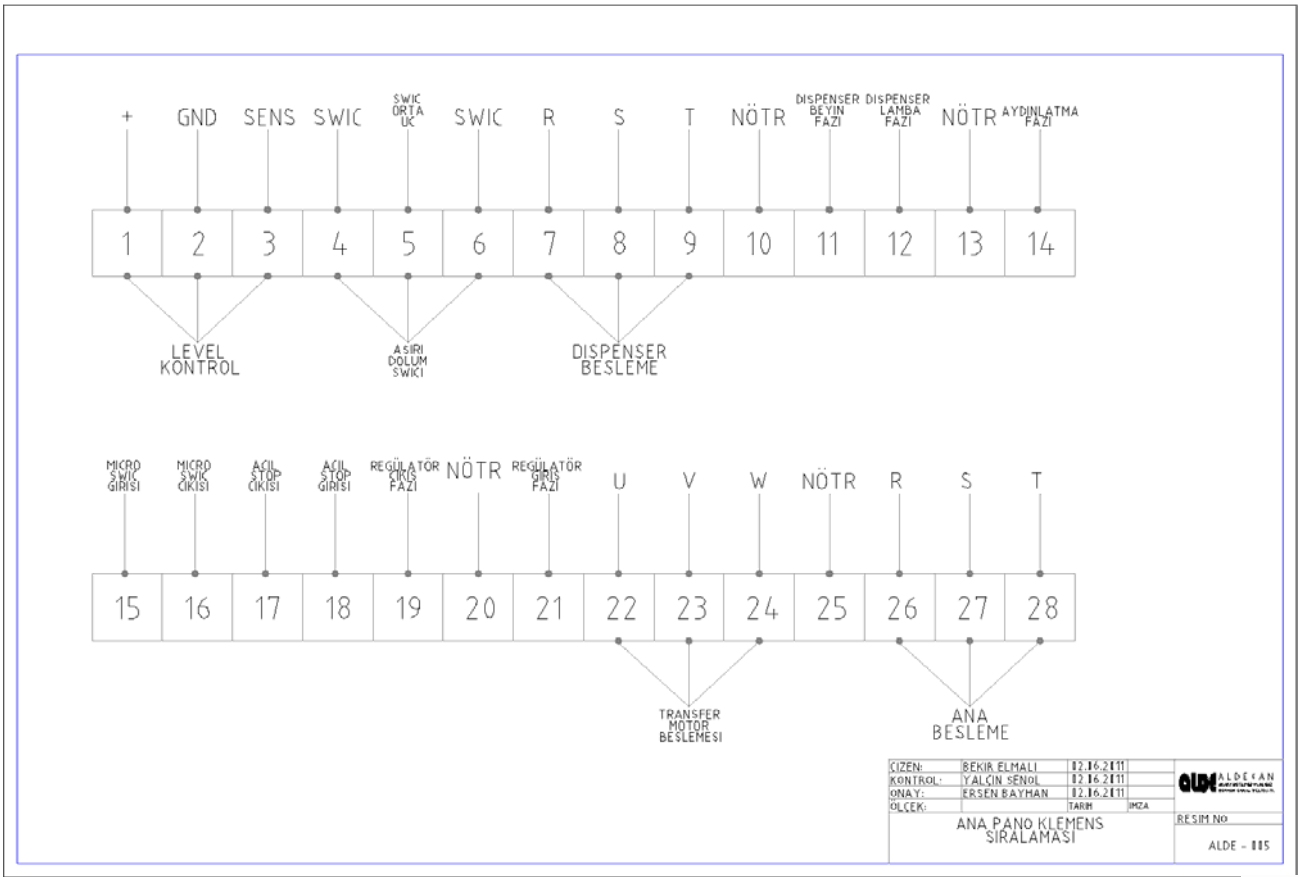 +
GND
SENS
SWIC
SWIC
ORTA
UC
SWIC
R
S
T
NÖTR
DISPENSER
BEYIN
FAZI
DISPENSER
LAMBA
FAZI
NÖTR
AYDINLATMA
FAZI
1 2 3 4 5 6 7 8 9 10 11 12 13 14
LEVEL
KONTROL
ASIRI
DOLUM
SWICI
DISPENSER
BESLEME
MICRO
SWIC
GIRISI
MICRO
SWIC
CIKISI
ACIL
STOP
CIKISI
ACIL
STOP
GIRISI
REGÜLATÖR
CIKIS
FAZI
NÖTR
REGÜLATÖR
GIRIS
FAZI
U
V
W
NÖTR
R
S
T
15 16 17 18 19 20 21 22 23 24 25 26 27 28
TRANSFER
MOTOR
BESLEMESI
ANA
BESLEME
CIZEN: BEKIR ELMALI
KONTROL: YALCIN SENOL
ONAY: ERSEN BAYHAN
ÖLCEK: TARIH IMZA
ANA PANO KLEMENS
SIRALAMASI
ALDE
RESIM NO
ALDE -